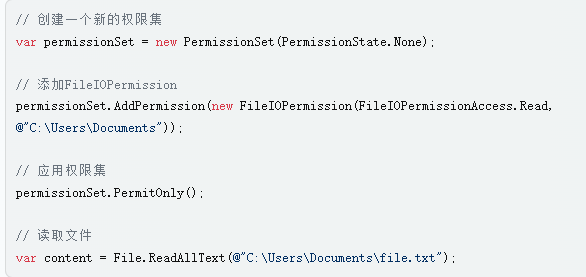 // 创建一个新的权限集
var permissionSet = new PermissionSet(PermissionState.None);
// 添加FileIOPermission
permissionSet.AddPermission(new FileIOPermission(FileIOPermissionAccess.Read,
@"C:\Users\Documents"));
// 应用权限集
permissionSet.PermitOnly();
// 读取文件
var content = File.ReadAllText(@"C:\Users\Documents\file.txt");